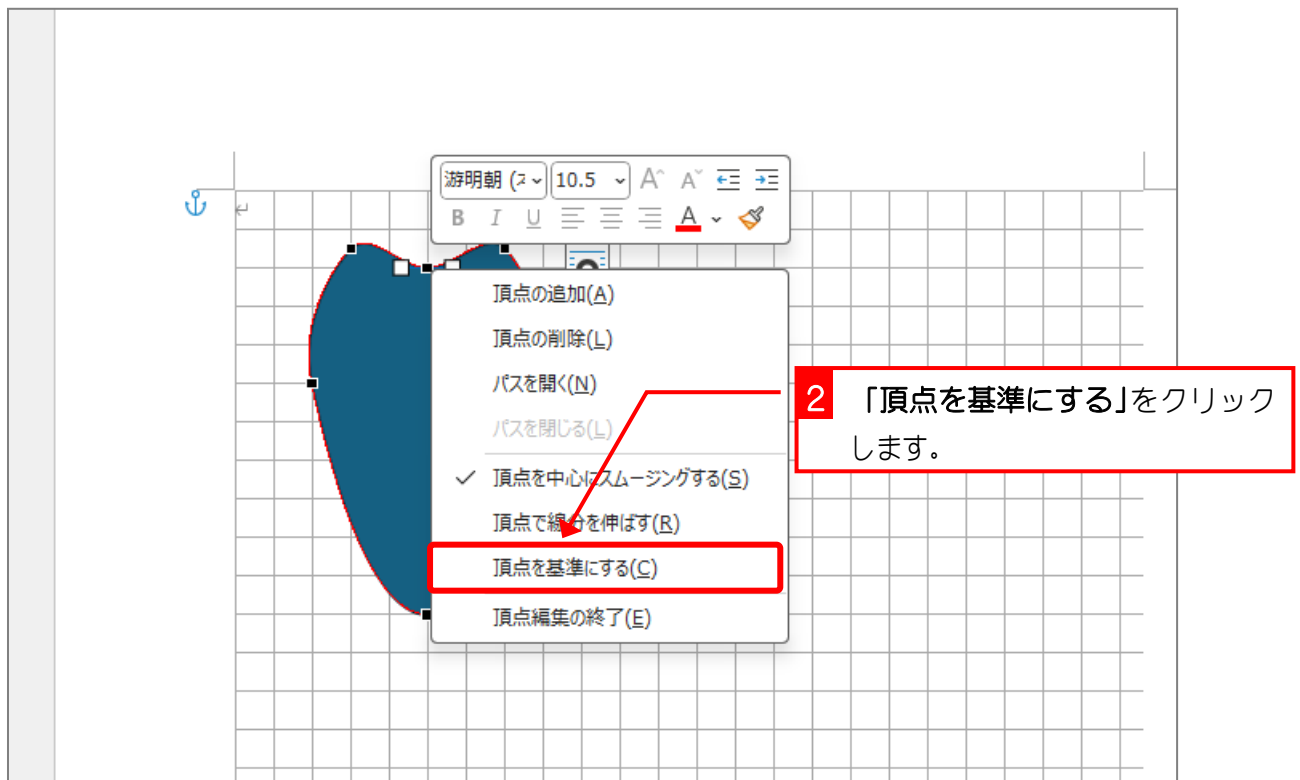 游明朝 (ス
10.5
A A
B I U A
頂点の追加(A)
頂点の削除(L)
パスを開く(N)
パスを閉じる(L)
頂点を中心にスムージングする(S)
頂点で線分を伸ばす(R)
頂点を基準にする(C)
頂点編集の終了(E)
2 「頂点を基準にする」をクリック
します。